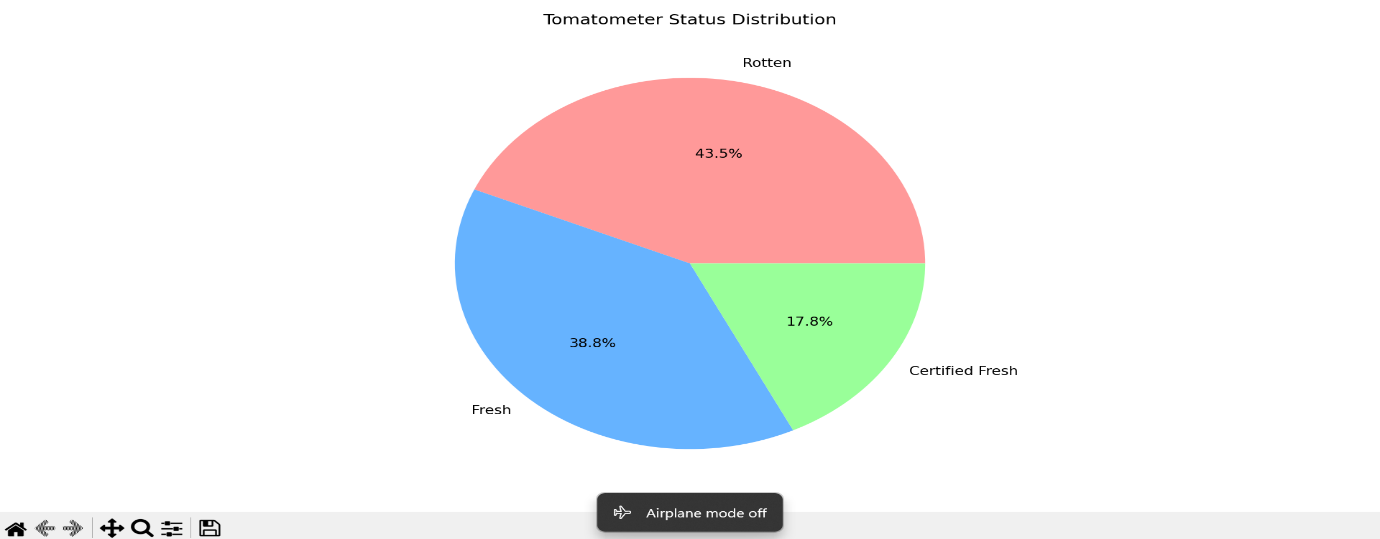 Tomatometer Status Distribution
Rotten
43.5%
17.8%
38.8%
Certified Fresh
Fresh
Airplane mode off